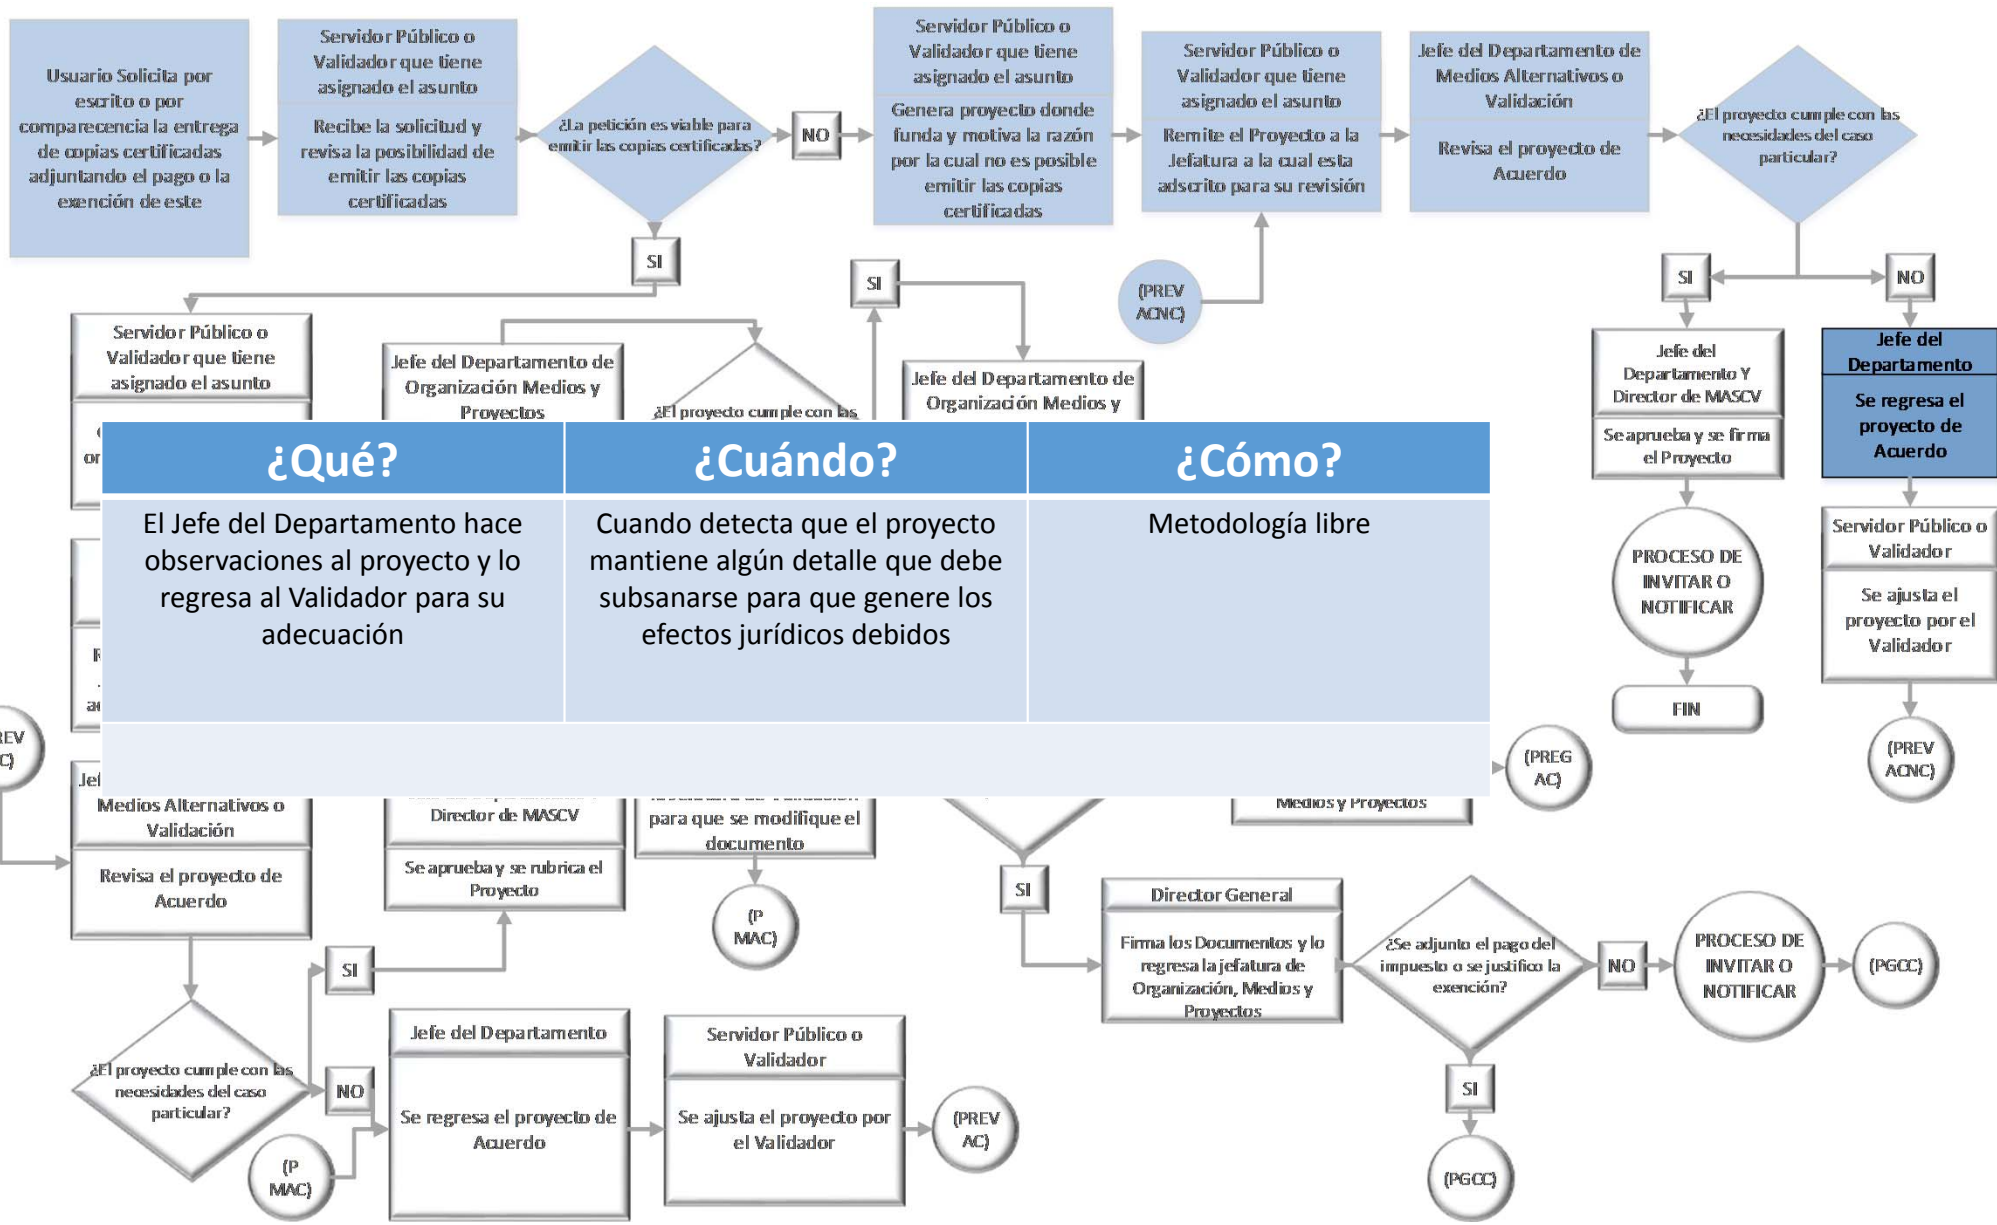 Usuario Solicita por
escrito o por
comparecencia la entrega
de copias certificadas
adjuntando el pago o la
exención de este
Servidor Público o
Validador que tiene
asignado el asunto
Recibe la solicitud y
revisa la posibilidad de
emitir las copias
certificadas
¿La petición es viable para
emitir las copias certificadas?
NO
SI
Servidor Público o
Validador que tiene
asignado el asunto
Genera proyecto donde
funda y motiva la razón
por la cual no es posible
emitir las copias
certificadas
Servidor Público o
Validador que tiene
asignado el asunto
Remite el Proyecto a la
Jefatura a la cual esta
adscrito para su revisión
(PREV
ACNC)
Jefe del Departamento de
Medios Alternativos o
Validación
Revisa el proyecto de
Acuerdo
¿El proyecto cumple con las
necesidades del caso
particular?
SI
NO
Jefe del
Departamento Y
Director de MASCV
Se aprueba y se firma
el Proyecto
PROCESO DE
INVITAR O
NOTIFICAR
FIN
Jefe del
Departamento
Se regresa el
proyecto de
Acuerdo
Servidor Público o
Validador
Se ajusta el
proyecto por el
Validador
(PREV
ACNC)
Servidor Público o
Validador que tiene
asignado el asunto
Jefe del Departamento de
Organización Medios y
Proyectos
¿El proyecto cumple con las
SI
Jefe del Departamento de
Organización Medios y
¿Qué?
¿Cuándo?
¿Cómo?
El Jefe del Departamento hace
observaciones al proyecto y lo
regresa al Validador para su
adecuación
Cuando detecta que el proyecto
mantiene algún detalle que debe
subsanarse para que genere los
efectos jurídicos debidos
Metodología libre
Medios Alternativos o
Validación
Revisa el proyecto de
Acuerdo
Director de MASCV
Se aprueba y se rubrica el
Proyecto
para que se modifique el
documento
(P
MAC)
Medios y Proyectos
(PREG
AC)
SI
Director General
Firma los Documentos y lo
regresa la jefatura de
Organización, Medios y
Proyectos
¿Se adjunto el pago del
impuesto o se justifico la
exención?
NO
PROCESO DE
INVITAR O
NOTIFICAR
(PGCC)
SI
(PGCC)
SI
¿El proyecto cumple con las
necesidades del caso
particular?
NO
(P
MAC)
Jefe del Departamento
Se regresa el proyecto de
Acuerdo
Servidor Público o
Validador
Se ajusta el proyecto por
el Validador
(PREV
AC)